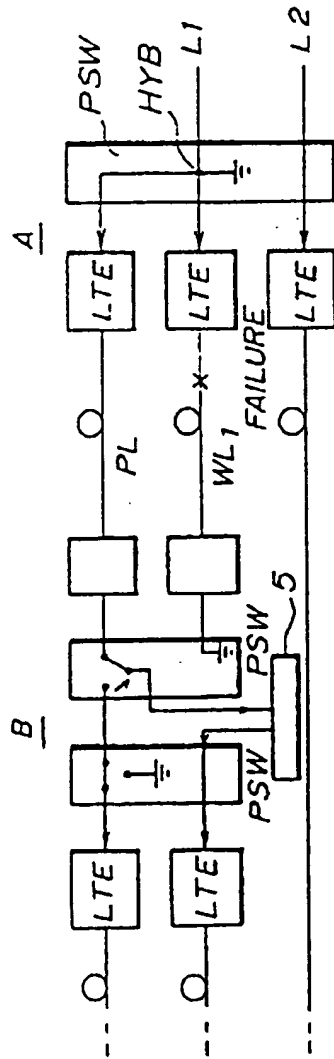 B
A
PSW
HYB
L1
L2
LTE
LTE
LTE
PL
WL1
FAILURE
PSW
5
PSW
LTE
LTE